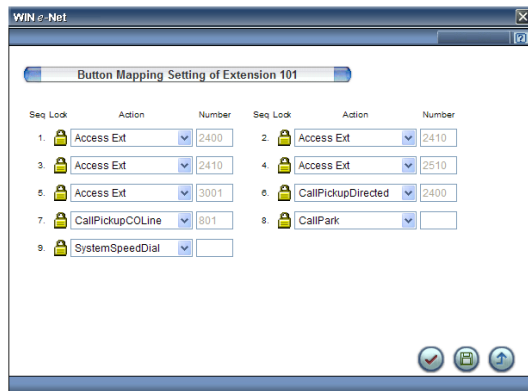 WIN e-Net
Button Mapping Setting of Extension 101
Seq Lock Action Number Seq Lock Action Number
1. Access Ext 2400 2. Access Ext 2410
3. Access Ext 2410 4. Access Ext 2510
5. Access Ext 3001 6. CallPickupDirected 2400
7. CallPickupCOLine 801 8. CallPark
9. SystemSpeedDial